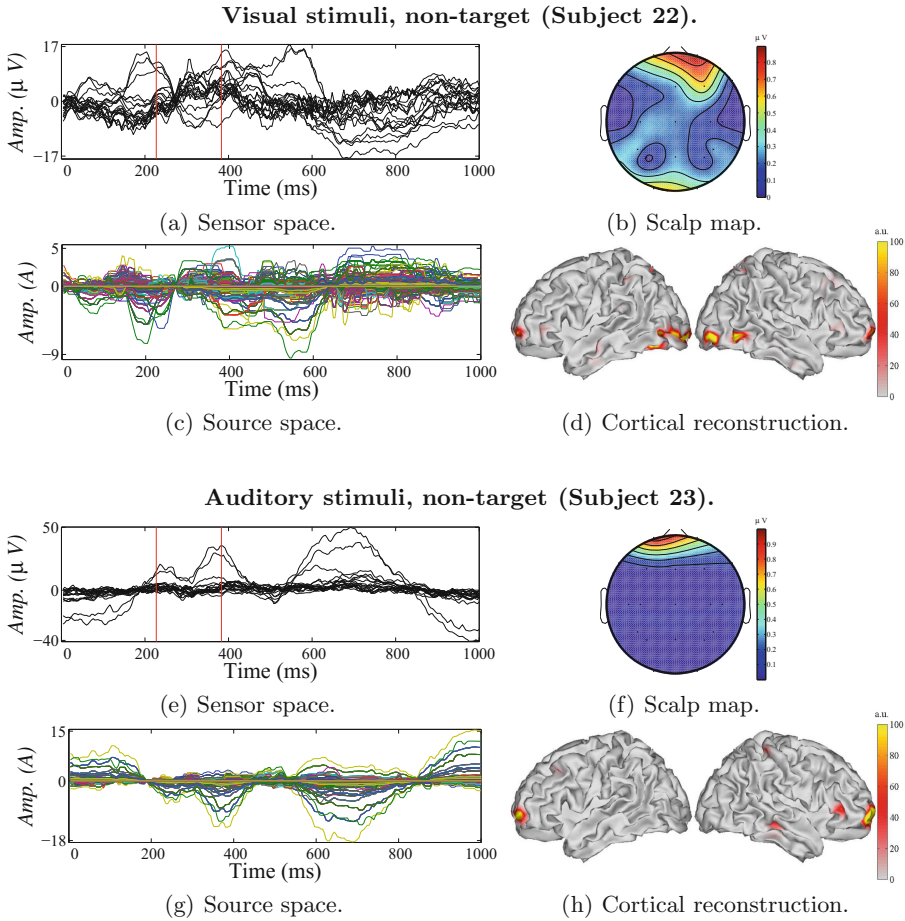 Visual stimuli, non-target (Subject 22).
Amp. (μ V)
17
0
−17
0 200 400 600 800 1000
Time (ms)
(a) Sensor space.
μ V
0.8
0.7
0.6
0.5
0.4
0.3
0.2
0.1
0
(b) Scalp map.
Amp. (A)
5
0
−9
0 200 400 600 800 1000
Time (ms)
(c) Source space.
a.u.
100
80
60
40
20
0
(d) Cortical reconstruction.
Auditory stimuli, non-target (Subject 23).
Amp. (μ V)
50
0
−40
0 200 400 600 800 1000
Time (ms)
(e) Sensor space.
μ V
0.9
0.8
0.7
0.6
0.5
0.4
0.3
0.2
0.1
(f) Scalp map.
Amp. (A)
15
0
−18
0 200 400 600 800 1000
Time (ms)
(g) Source space.
a.u.
100
80
60
40
20
0
(h) Cortical reconstruction.